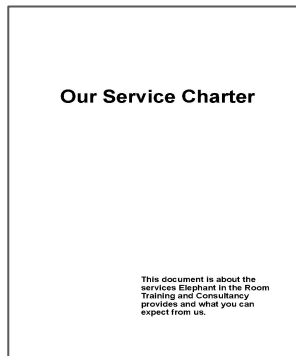 Our Service Charter
This document is about the
services Elephant in the Room
Training and Consultancy
provides and what you can
expect from us.